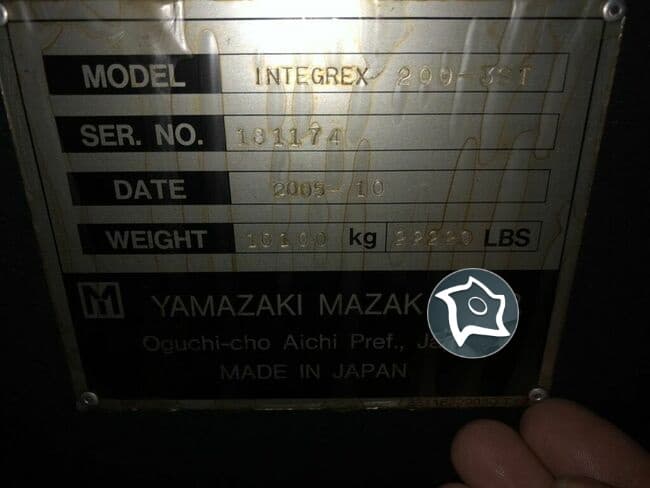 MODEL INTEGREX 200-3ST
SER. NO. 181174
DATE 2005-10
WEIGHT 10100 kg LBS
M
YAMAZAKI MAZAK
Oguchi-cho Aichi Pref.,
MADE IN JAPAN